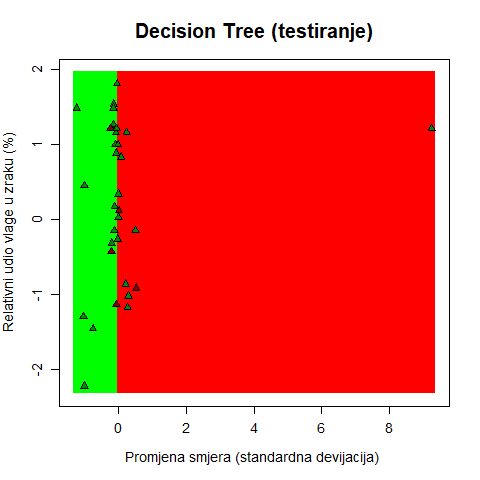 Decision Tree (testiranje)
Relativni udio vlage u zraku (%)
2
1
0
-1
-2
0 2 4 6 8
Promjena smjera (standardna devijacija)